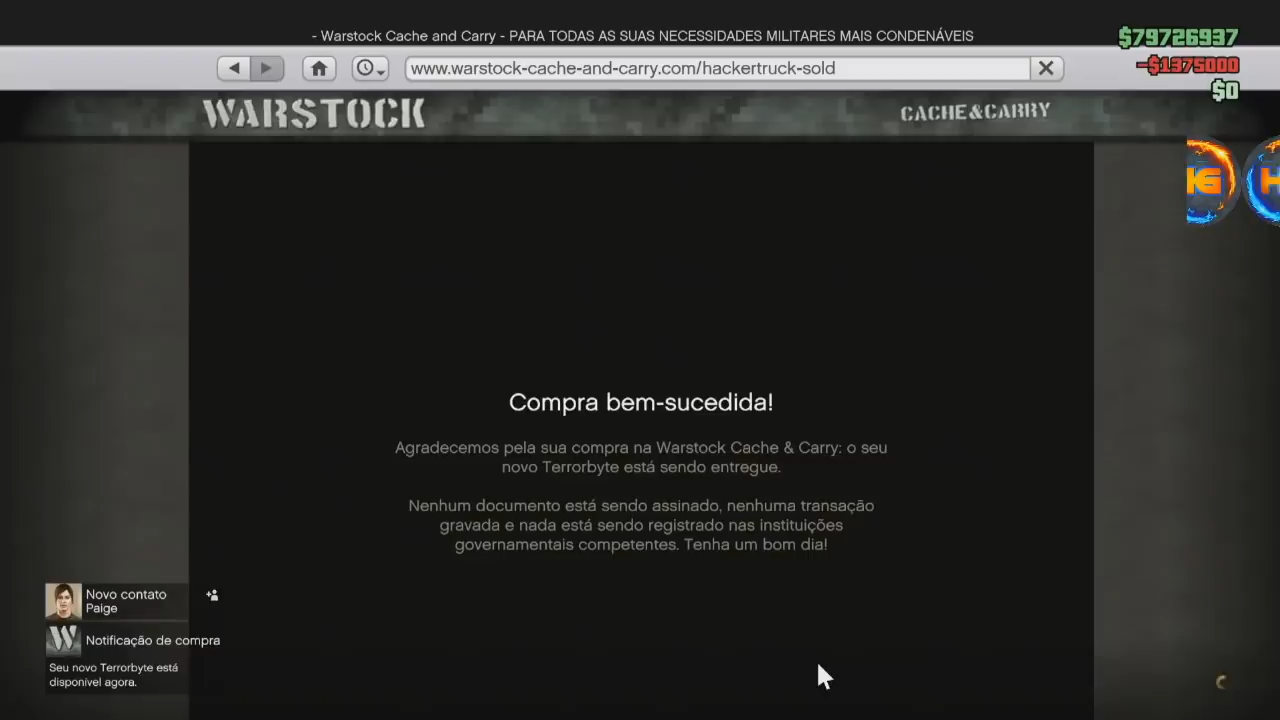 - Warstock Cache and Carry - PARA TODAS AS SUAS NECESSIDADES MILITARES MAIS CONDENÁVEIS
$79726937
-$1375000
$0
www.warstock-cache-and-carry.com/hackertruck-sold
WARSTOCK
CACHE&CARRY
Compra bem-sucedida!
Agradecemos pela sua compra na Warstock Cache & Carry: o seu
novo Terrorbyte está sendo entregue.
Nenhum documento está sendo assinado, nenhuma transação
gravada e nada está sendo registrado nas instituições
governamentais competentes. Tenha um bom dia!
Novo contato
Paige
W
Notificação de compra
Seu novo Terrorbyte está
disponível agora.